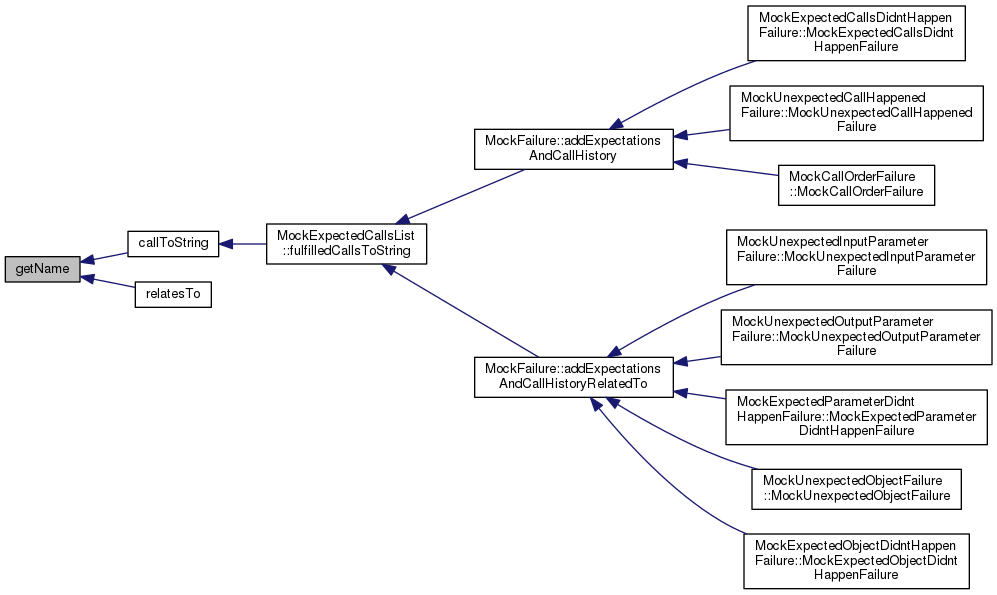 getName
callToString
relatesTo
MockExpectedCallsList
::fulfilledCallsToString
MockFailure::addExpectations
AndCallHistory
MockFailure::addExpectations
AndCallHistoryRelatedTo
MockExpectedCallsDidntHappen
Failure::MockExpectedCallsDidnt
HappenFailure
MockUnexpectedCallHappened
Failure::MockUnexpectedCallHappened
Failure
MockCallOrderFailure
::MockCallOrderFailure
MockUnexpectedInputParameter
Failure::MockUnexpectedInputParameter
Failure
MockUnexpectedOutputParameter
Failure::MockUnexpectedOutputParameter
Failure
MockExpectedParameterDidnt
HappenFailure::MockExpectedParameter
DidntHappenFailure
MockUnexpectedObjectFailure
::MockUnexpectedObjectFailure
MockExpectedObjectDidntHappen
Failure::MockExpectedObjectDidnt
HappenFailure